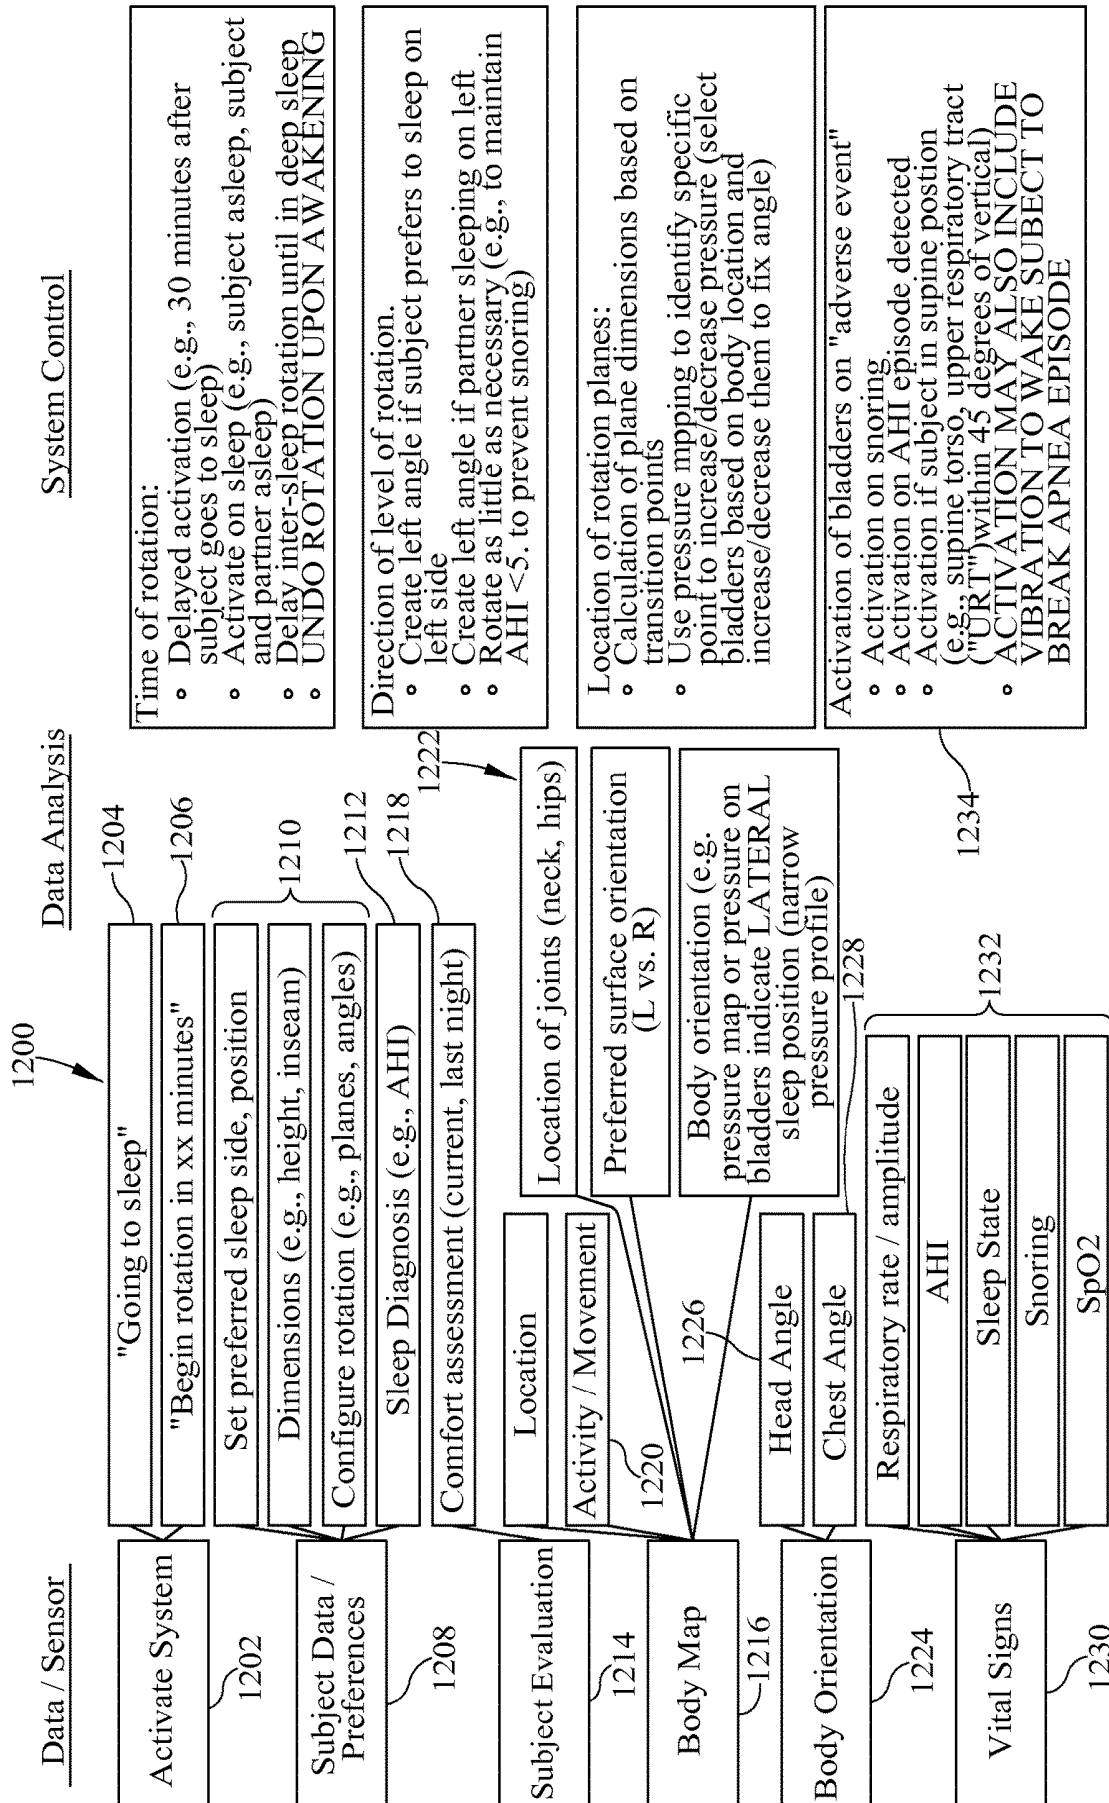 1200
Data / Sensor
Data Analysis
System Control
Activate System
1202
"Going to sleep"
1204
"Begin rotation in xx minutes"
1206
Subject Data /
Preferences
1208
Set preferred sleep side, position
Dimensions (e.g., height, inseam)
Configure rotation (e.g., planes, angles)
1210
Sleep Diagnosis (e.g., AHI)
1212
Subject Evaluation
1214
Comfort assessment (current, last night)
1218
Body Map
1216
Location
Activity / Movement
1220
Location of joints (neck, hips)
1222
Preferred surface orientation
(L vs. R)
Body orientation (e.g.
pressure map or pressure on
bladders indicate LATERAL
sleep position (narrow
pressure profile)
Body Orientation
1224
Head Angle
1226
Chest Angle
1228
Vital Signs
1230
Respiratory rate / amplitude
AHI
Sleep State
Snoring
SpO2
1232
Time of rotation:
° Delayed activation (e.g., 30 minutes after
subject goes to sleep)
° Activate on sleep (e.g., subject asleep, subject
and partner asleep)
° Delay inter-sleep rotation until in deep sleep
° UNDO ROTATION UPON AWAKENING
Direction of level of rotation.
° Create left angle if subject prefers to sleep on
left side
° Create left angle if partner sleeping on left
° Rotate as little as necessary (e.g., to maintain
AHI <5. to prevent snoring)
Location of rotation planes:
° Calculation of plane dimensions based on
transition points
° Use pressure mpping to identify specific
point to increase/decrease pressure (select
bladders based on body location and
increase/decrease them to fix angle)
Activation of bladders on "adverse event"
° Activation on snoring
° Activation on AHI episode detected
° Activation if subject in supine postion
(e.g., supine torso, upper respiratory tract
("URT") within 45 degrees of vertical)
° ACTIVATION MAY ALSO INCLUDE
VIBRATION TO WAKE SUBECT TO
BREAK APNEA EPISODE
1234